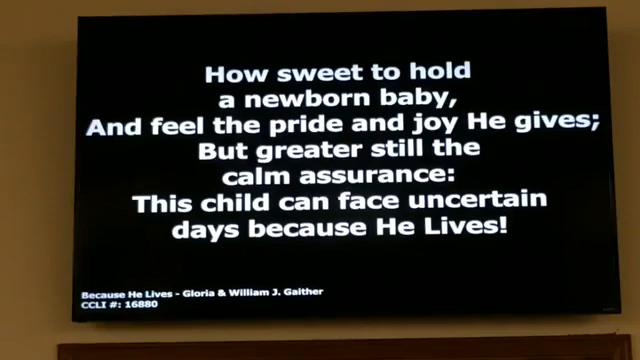 How sweet to hold
a newborn baby,
And feel the pride and joy He gives;
But greater still the
calm assurance:
This child can face uncertain
days because He Lives!
Because He Lives - Gloria & William J. Gaither
CCLI #: 16880